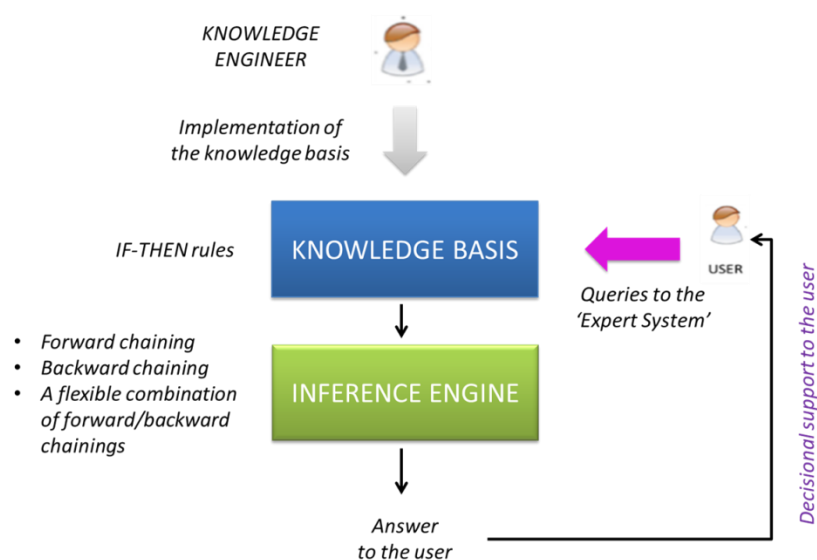 KNOWLEDGE
ENGINEER
Implementation of
the knowledge basis
IF-THEN rules
KNOWLEDGE BASIS
USER
Queries to the
‘Expert System’
• Forward chaining
• Backward chaining
• A flexible combination
of forward/backward
chainings
INFERENCE ENGINE
Answer
to the user
Decisional support to the user